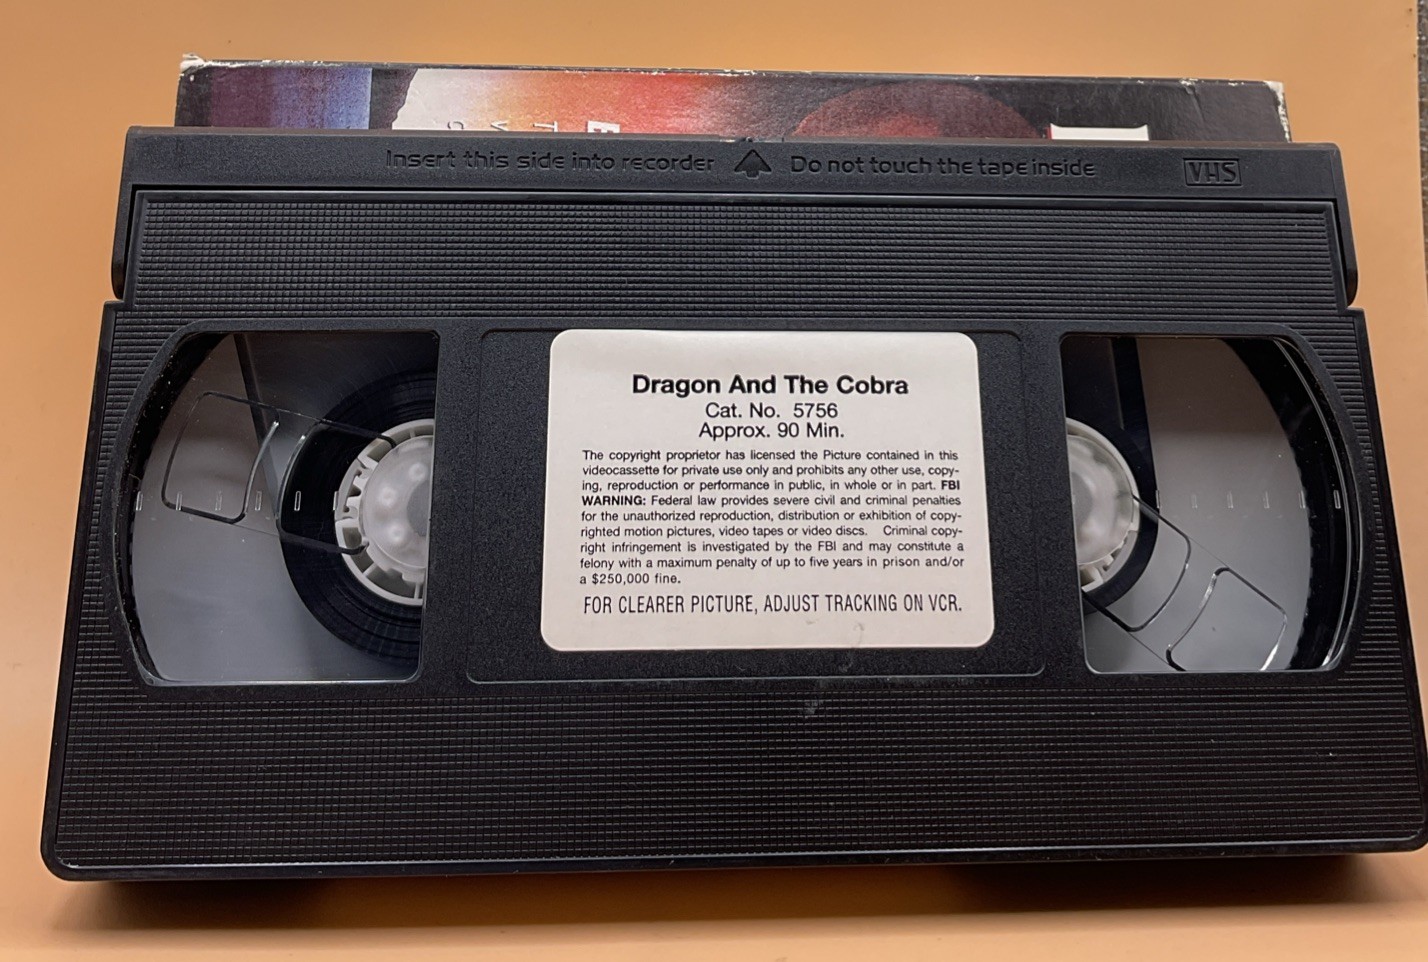 Insert this side into recorder Do not touch the tape inside VHS
Dragon And The Cobra
Cat. No. 5756
Approx. 90 Min.
The copyright proprietor has licensed the Picture contained in this
videocassette for private use only and prohibits any other use, copy-
ing, reproduction or performance in public, in whole or in part. FBI
WARNING: Federal law provides severe civil and criminal penalties
for the unauthorized reproduction, distribution or exhibition of copy-
righted motion pictures, video tapes or video discs. Criminal copy-
right infringement is investigated by the FBI and may constitute a
felony with a maximum penalty of up to five years in prison and/or
a $250,000 fine.
FOR CLEARER PICTURE, ADJUST TRACKING ON VCR.